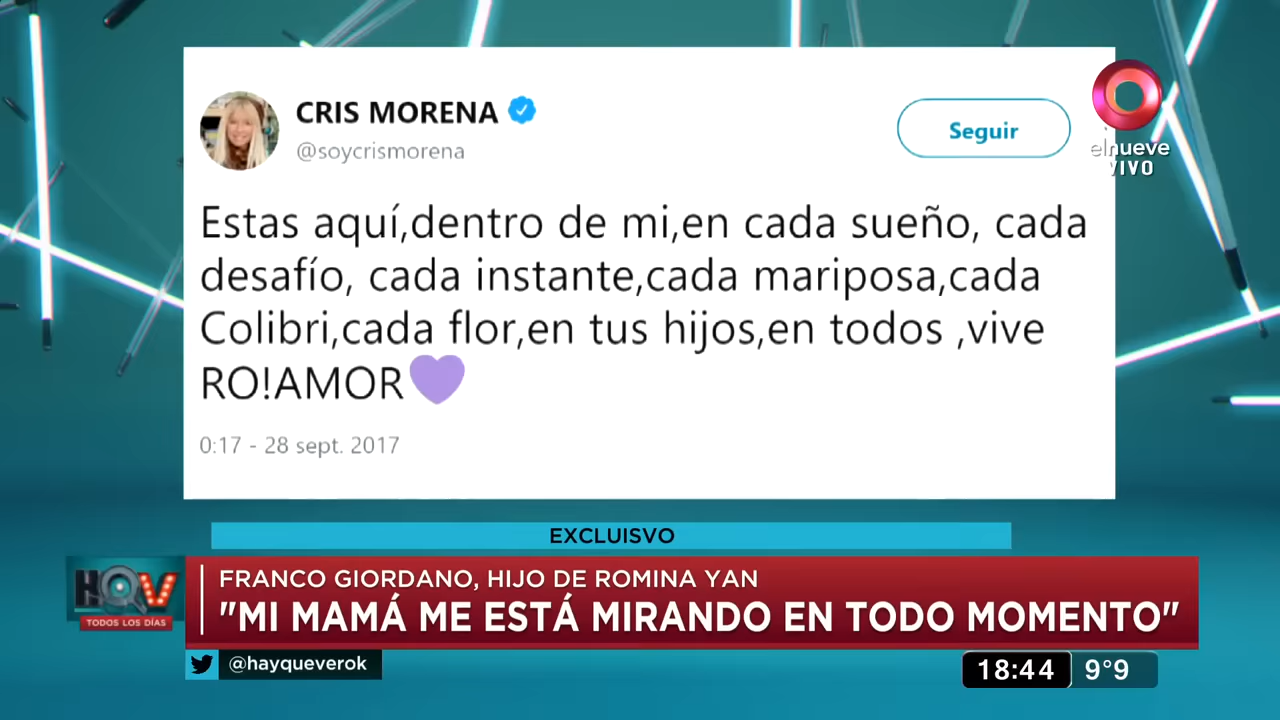 CRIS MORENA
@soycrismorena
Seguir
elnueve
VIVO
Estas aquí,dentro de mi,en cada sueño, cada
desafío, cada instante,cada mariposa,cada
Colibri,cada flor,en tus hijos,en todos ,vive
RO!AMOR💜
0:17 - 28 sept. 2017
EXCLUISVO
HQV
TODOS LOS DÍAS
FRANCO GIORDANO, HIJO DE ROMINA YAN
"MI MAMÁ ME ESTÁ MIRANDO EN TODO MOMENTO"
@hayqueverok
18:44 9°9